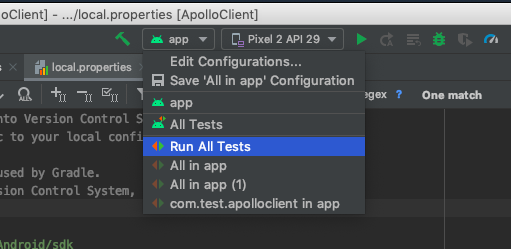 loClient] - .../local.properties [ApolloClient]
app
Pixel 2 API 29
Edit Configurations...
s
local.properties
Save 'All in app' Configuration
egex
?
One match
app
All Tests
nto Version Control S
Run All Tests
c to your local confi
All in app
used by Gradle.
All in app (1)
sion Control System,
com.test.apolloclient in app
Android/sdk